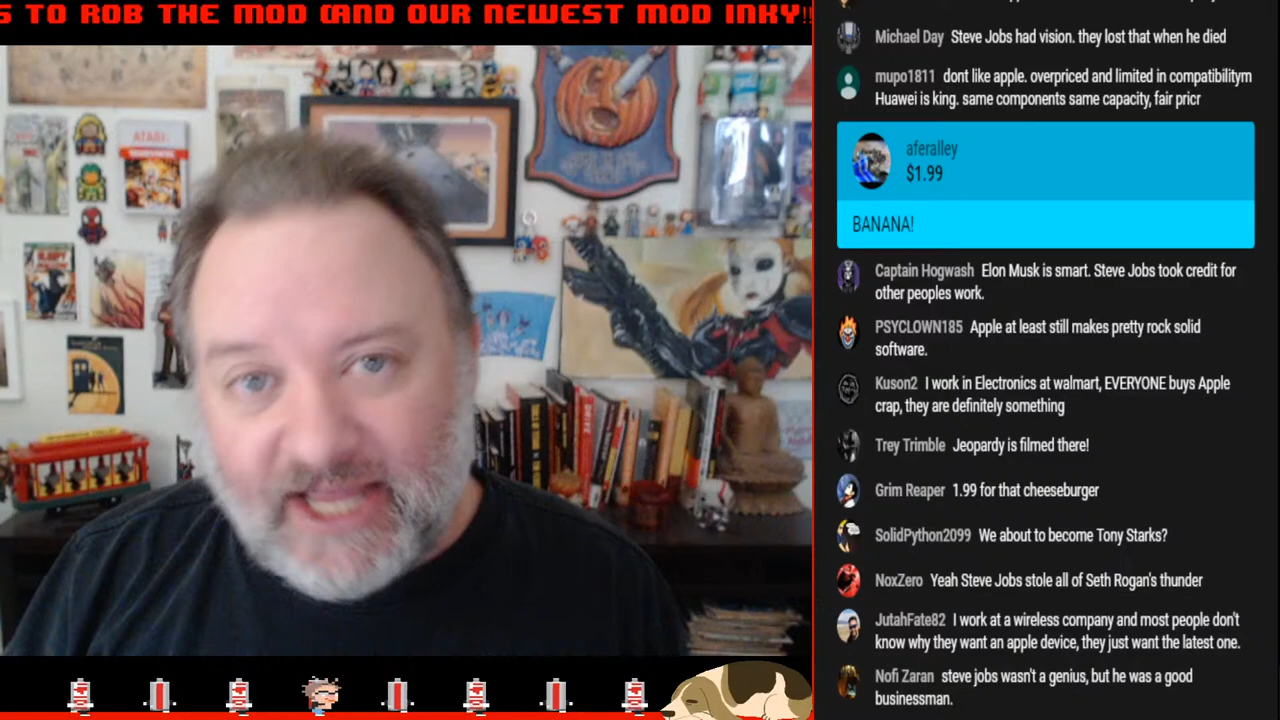 S TO ROB THE MOD (AND OUR NEWEST MOD INKY!!
ATARI
Michael Day Steve Jobs had vision. they lost that when he died
mupo1811 dont like apple. overpriced and limited in compatibilitym
Huawei is king. same components same capacity, fair pricr
aferalley
$1.99
BANANA!
Captain Hogwash Elon Musk is smart. Steve Jobs took credit for
other peoples work.
PSYCLOWN185 Apple at least still makes pretty rock solid
software.
Kuson2 I work in Electronics at walmart, EVERYONE buys Apple
crap, they are definitely something
Trey Trimble Jeopardy is filmed there!
Grim Reaper 1.99 for that cheeseburger
SolidPython2099 We about to become Tony Starks?
NoxZero Yeah Steve Jobs stole all of Seth Rogan's thunder
JutahFate82 I work at a wireless company and most people don't
know why they want an apple device, they just want the latest one.
Nofi Zaran steve jobs wasn't a genius, but he was a good
businessman.